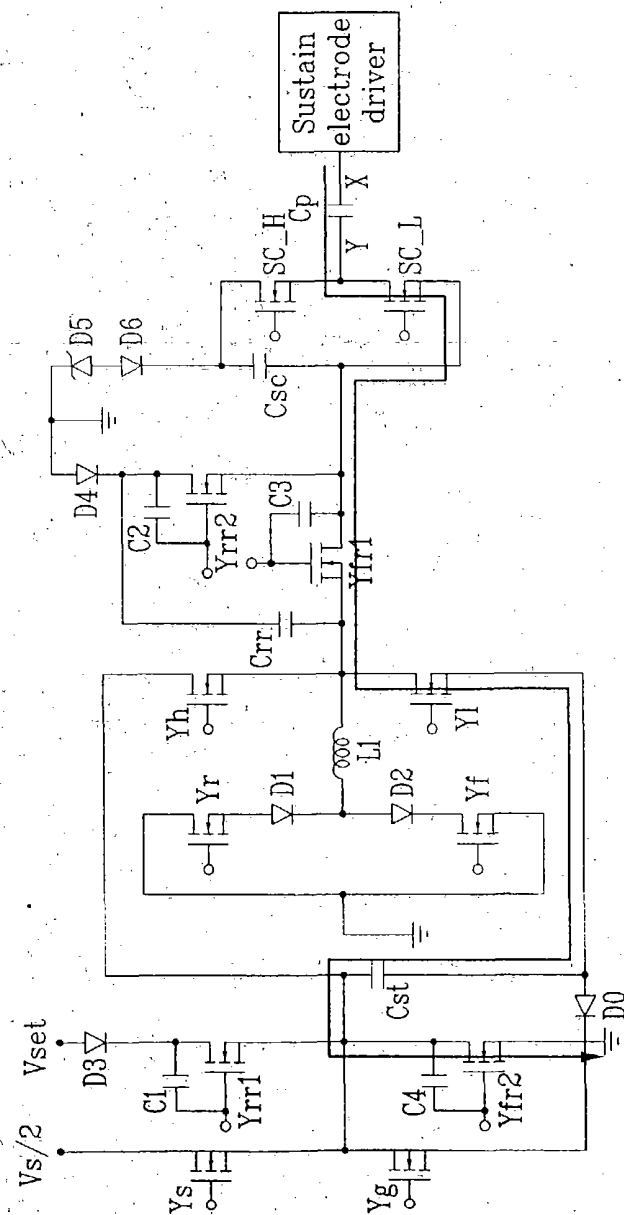 Vs/2
Vset
Ys
Yg
D3
C1
Yrr1
C4
Yfr2
D0
Cst
Yh
Yr
D1
D2
Yf
L1
Yl
Crr
D4
C2
Yrr2
C3
Yfr1
D5
D6
Csc
SC_H
SC_L
Cp
Y
X
Sustain
electrode
driver